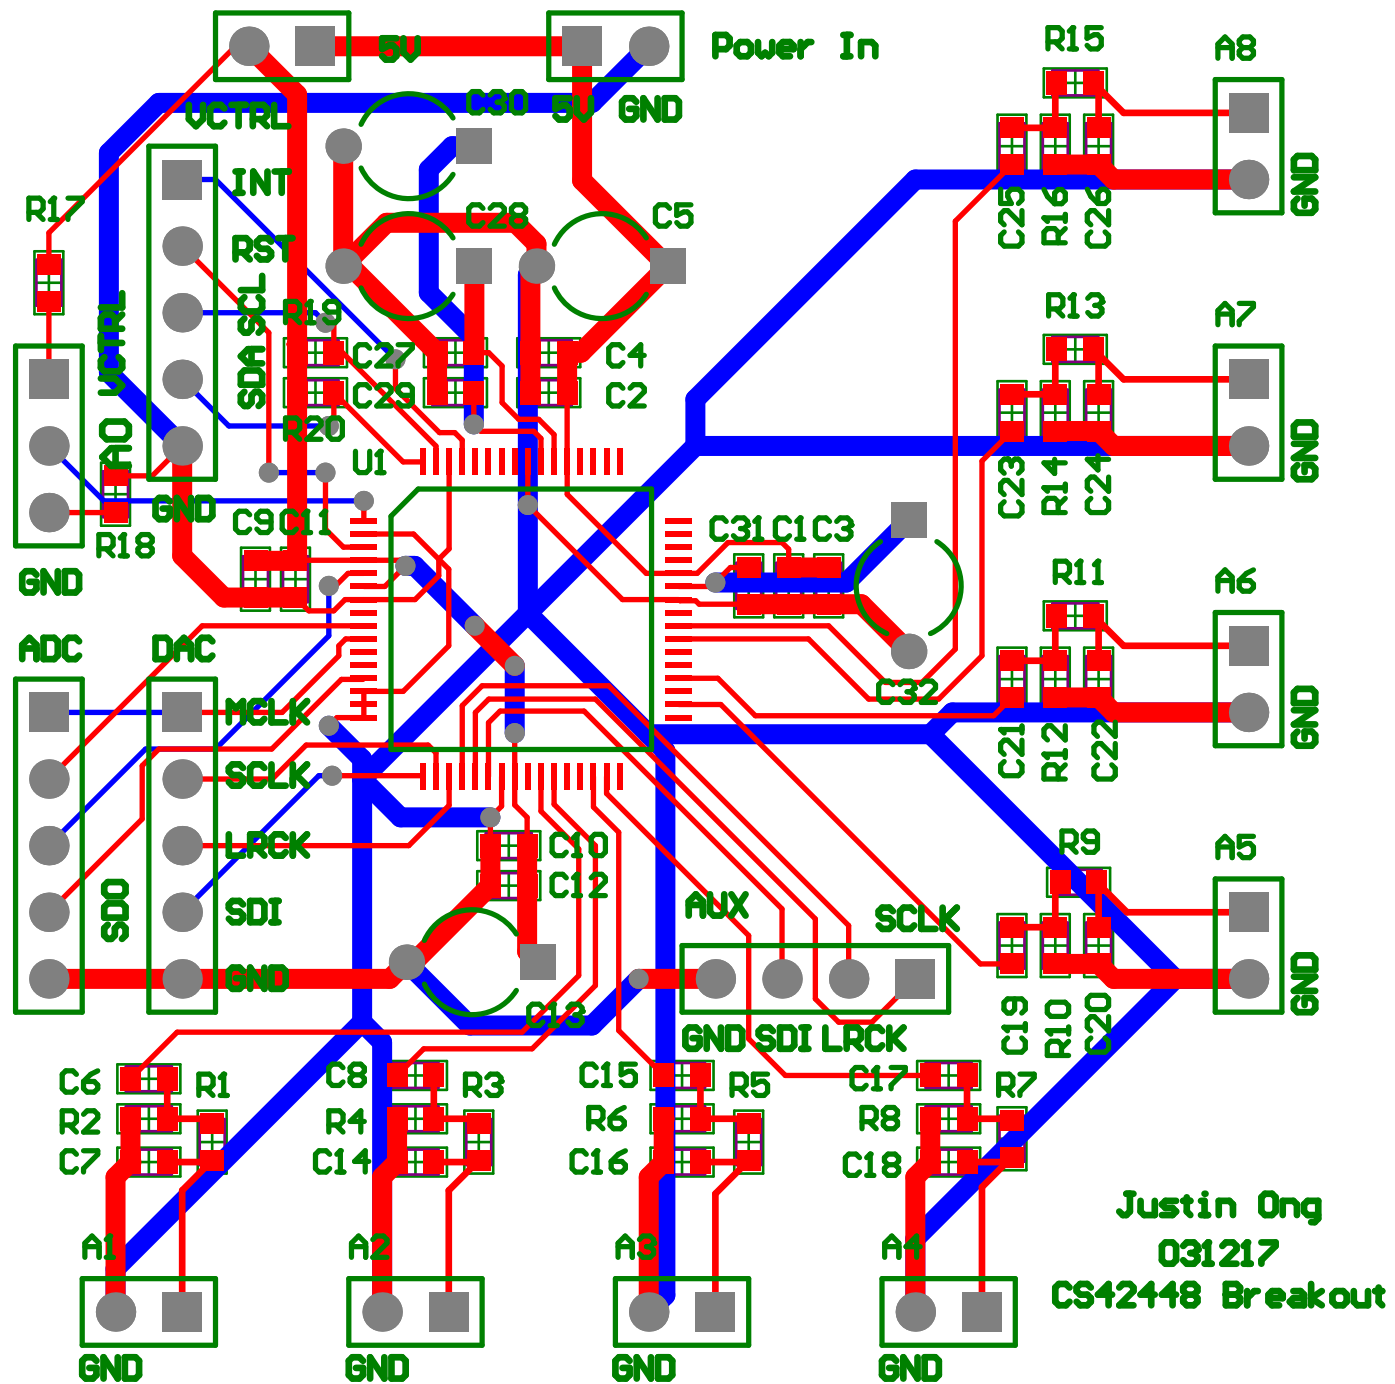 5V
Power In
C30
VCTRL
5V
GND
R15
A8
INT
R17
C28
C5
RST
C25
R16
C26
GND
SDA SCL
R19
VCTRL
C27
C4
R13
A7
C29
C2
AO
R20
U1
GND
C9
C11
R18
C23
R14
C24
GND
C31
C1
C3
GND
R11
A6
ADC
DAC
MCLK
C32
SCLK
C21
R12
C22
GND
LRCK
C10
R9
A5
C12
SDO
SDI
AUX
SCLK
GND
C13
GND
SDI
LRCK
C19
R10
C20
GND
C6
R1
C8
R3
C15
R5
C17
R7
R2
R4
R6
R8
C7
C14
C16
C18
A1
A2
A3
A4
Justin Ong
031217
CS42448 Breakout
GND
GND
GND
GND